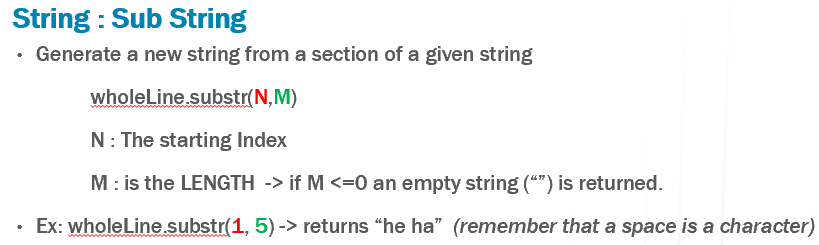 String : Sub String
• Generate a new string from a section of a given string
wholeLine.substr(N,M)
N : The starting Index
M : is the LENGTH -> if M <=0 an empty string (“”) is returned.
• Ex: wholeLine.substr(1, 5) -> returns “he ha” (remember that a space is a character)